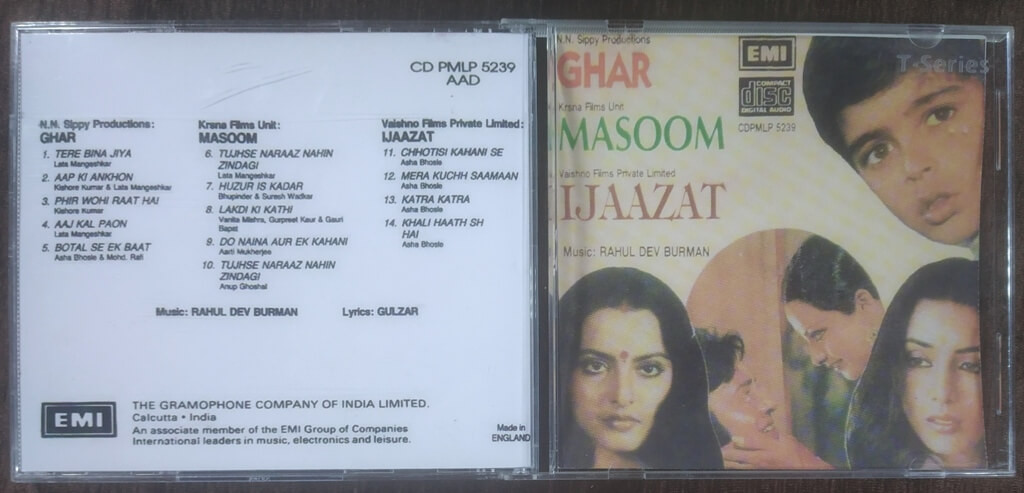 CD PMLP 5239
AAD
N.N. Sippy Productions:
GHAR
1. TERE BINA JIYA
Lata Mangeshkar
2. AAP KI ANKHON
Kishore Kumar & Lata Mangeshkar
3. PHIR WOHI RAAT HAI
Kishore Kumar
4. AAJ KAL PAON
Lata Mangeshkar
5. BOTAL SE EK BAAT
Asha Bhosle & Mohd. Rafi
Krsna Films Unit:
MASOOM
6. TUJHSE NARAAZ NAHIN
ZINDAGI
Lata Mangeshkar
7. HUZUR IS KADAR
Bhupinder & Suresh Wadkar
8. LAKDI KI KATHI
Vanita Mishra, Gurpreet Kaur & Gauri
Bapat
9. DO NAINA AUR EK KAHANI
Aarti Mukherjee
10. TUJHSE NARAAZ NAHIN
ZINDAGI
Anup Ghoshal
Vaishno Films Private Limited:
IJAAZAT
11. CHHOTISI KAHANI SE
Asha Bhosle
12. MERA KUCHH SAAMAAN
Asha Bhosle
13. KATRA KATRA
Asha Bhosle
14. KHALI HAATH SH
HAI
Asha Bhosle
Music: RAHUL DEV BURMAN Lyrics: GULZAR
EMI
THE GRAMOPHONE COMPANY OF INDIA LIMITED.
Calcutta • India
An associate member of the EMI Group of Companies
International leaders in music, electronics and leisure.
Made in
ENGLAND
N.N. Sippy Productions
GHAR
Krsna Films Unit
MASOOM
Vaishno Films Private Limited
IJAAZAT
Music: RAHUL DEV BURMAN
EMI
COMPACT
disc
DIGITAL AUDIO
CDPMLP 5239
T-Series